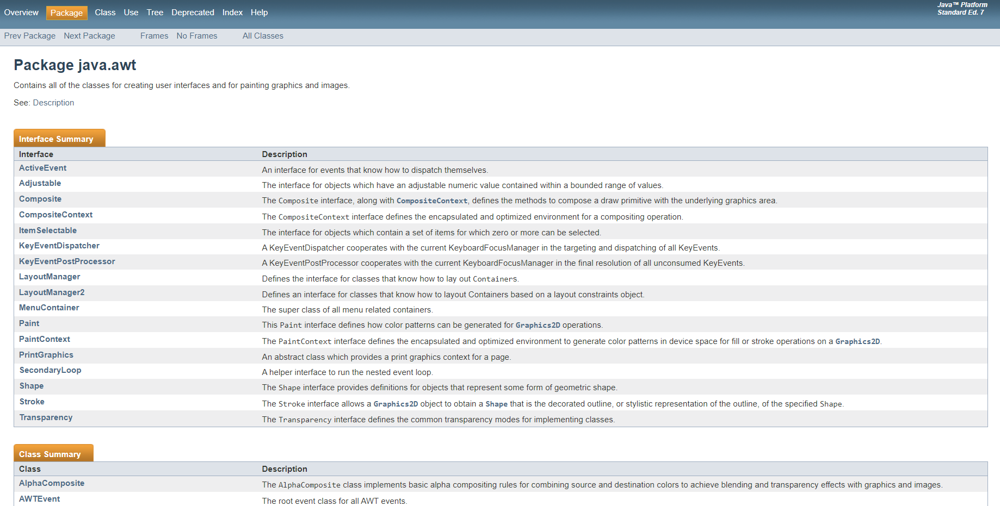 Overview Package Class Use Tree Deprecated Index Help
Java™ Platform
Standard Ed. 7
Prev Package Next Package Frames No Frames All Classes
Package java.awt
Contains all of the classes for creating user interfaces and for painting graphics and images.
See: Description
Interface Summary
Interface Description
ActiveEvent An interface for events that know how to dispatch themselves.
Adjustable The interface for objects which have an adjustable numeric value contained within a bounded range of values.
Composite The Composite interface, along with CompositeContext, defines the methods to compose a draw primitive with the underlying graphics area.
CompositeContext The CompositeContext interface defines the encapsulated and optimized environment for a compositing operation.
ItemSelectable The interface for objects which contain a set of items for which zero or more can be selected.
KeyEventDispatcher A KeyEventDispatcher cooperates with the current KeyboardFocusManager in the targeting and dispatching of all KeyEvents.
KeyEventPostProcessor A KeyEventPostProcessor cooperates with the current KeyboardFocusManager in the final resolution of all unconsumed KeyEvents.
LayoutManager Defines the interface for classes that know how to lay out Containers.
LayoutManager2 Defines an interface for classes that know how to layout Containers based on a layout constraints object.
MenuContainer The super class of all menu related containers.
Paint This Paint interface defines how color patterns can be generated for Graphics2D operations.
PaintContext The PaintContext interface defines the encapsulated and optimized environment to generate color patterns in device space for fill or stroke operations on a Graphics2D.
PrintGraphics An abstract class which provides a print graphics context for a page.
SecondaryLoop A helper interface to run the nested event loop.
Shape The Shape interface provides definitions for objects that represent some form of geometric shape.
Stroke The Stroke interface allows a Graphics2D object to obtain a Shape that is the decorated outline, or stylistic representation of the outline, of the specified Shape.
Transparency The Transparency interface defines the common transparency modes for implementing classes.
Class Summary
Class Description
AlphaComposite The AlphaComposite class implements basic alpha compositing rules for combining source and destination colors to achieve blending and transparency effects with graphics and images.
AWTEvent The root event class for all AWT events.